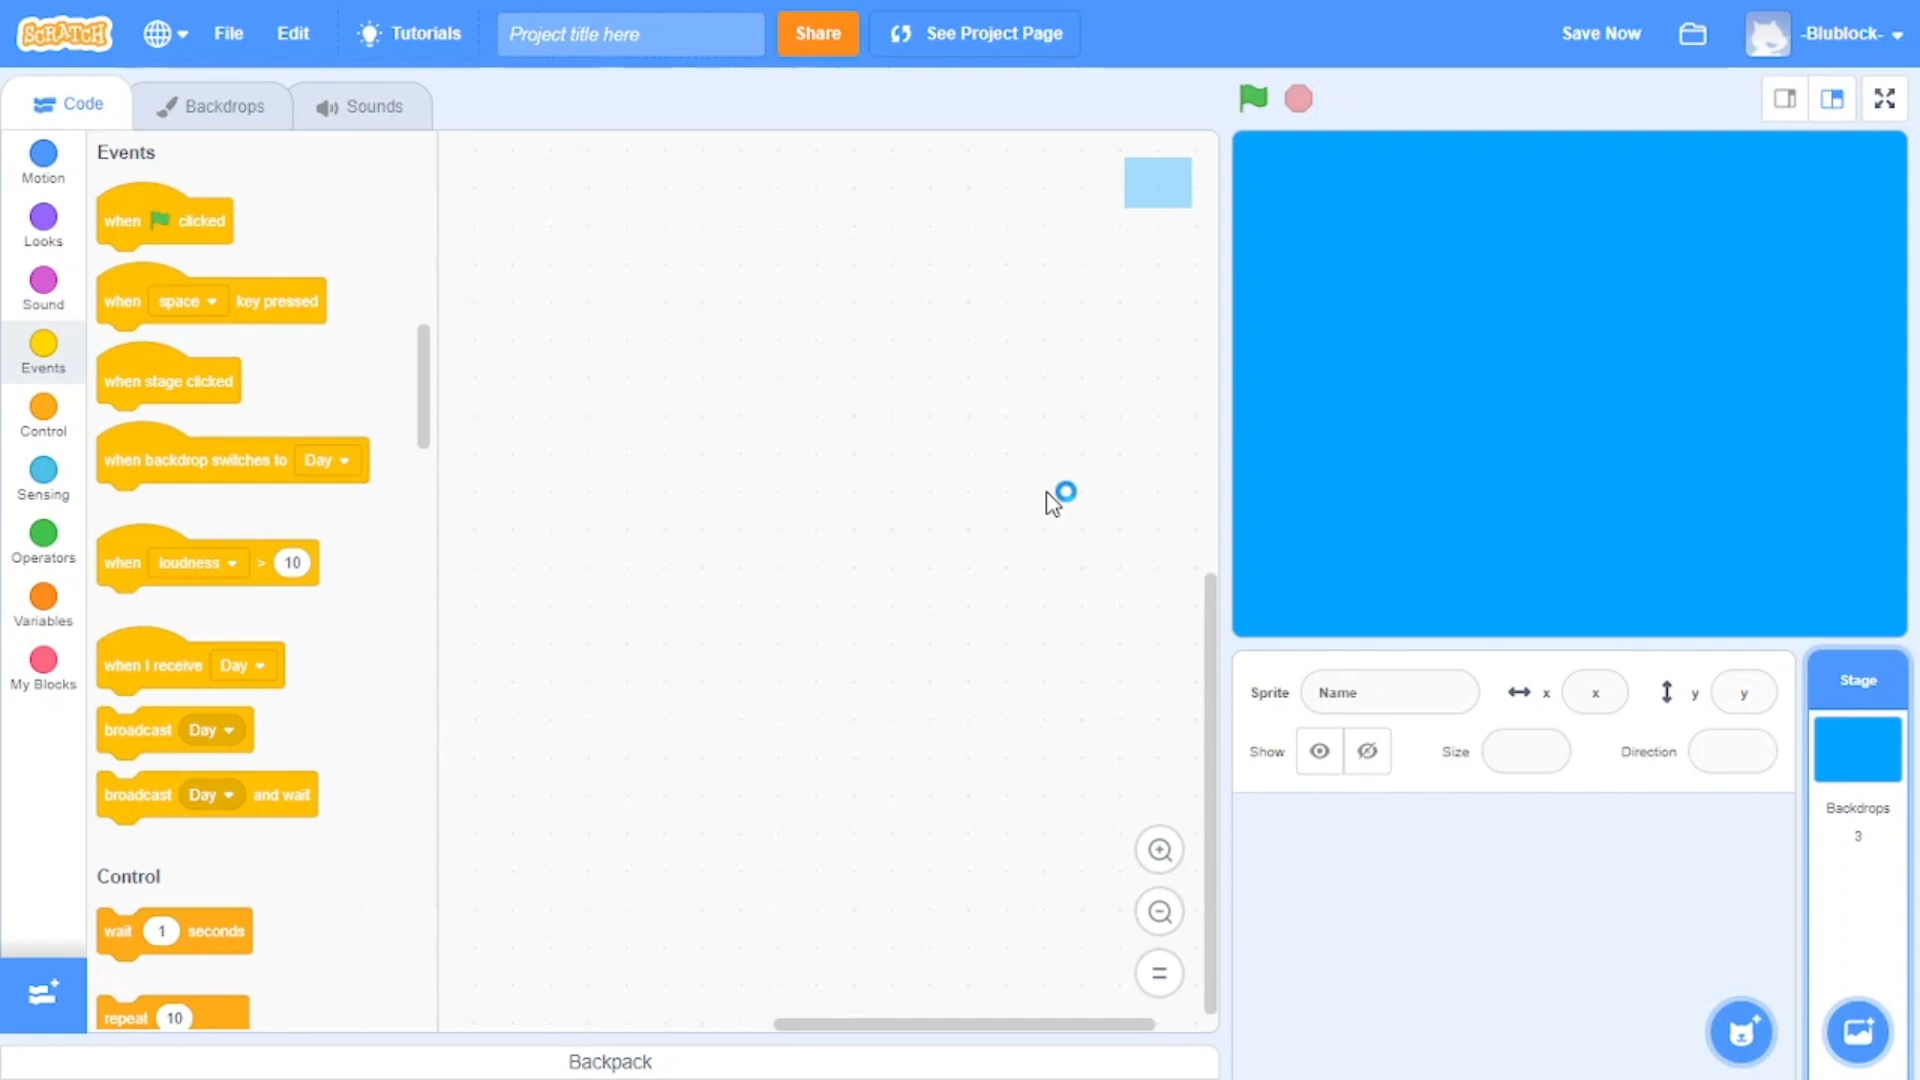 SCRATCH File Edit Tutorials Project title here Share See Project Page Save Now -Blublock-
Code Backdrops Sounds
Motion
Looks
Sound
Events
Control
Sensing
Operators
Variables
My Blocks
Events
when clicked
when space key pressed
when stage clicked
when backdrop switches to Day
when loudness > 10
when I receive Day
broadcast Day
broadcast Day and wait
Control
wait 1 seconds
repeat 10
Backpack
Sprite Name x x y y
Show Size Direction
Stage
Backdrops
3